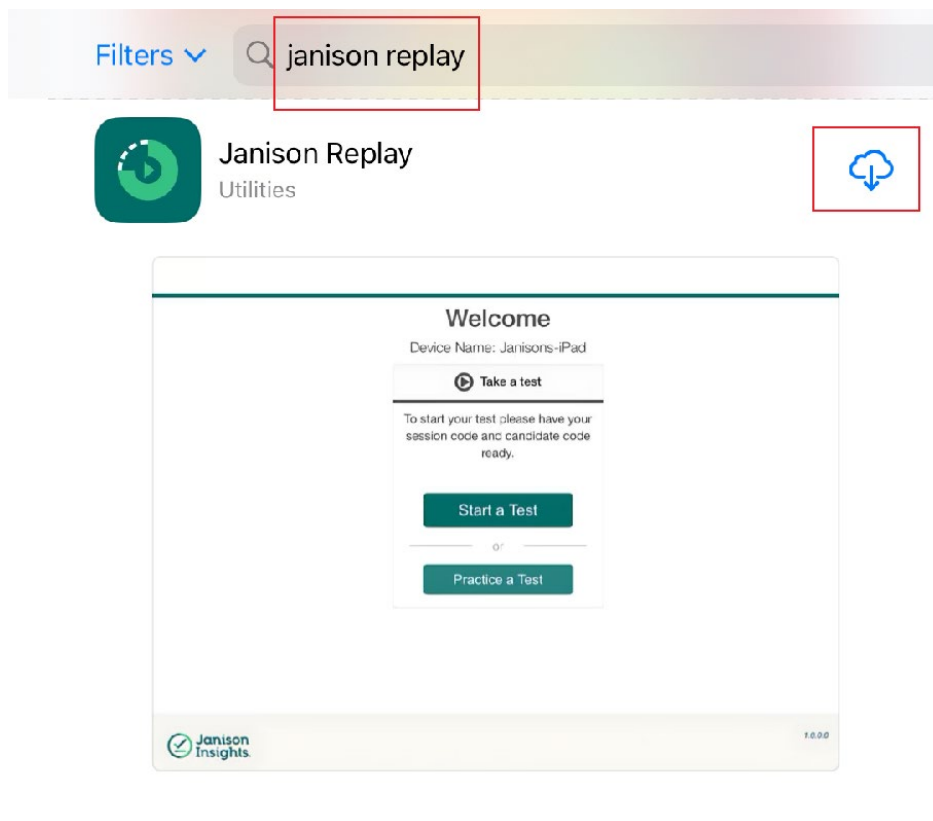 Filters
janison replay
Janison Replay
Utilities
Welcome
Device Name: Janisons-iPad
Take a test
To start your test please have your
session code and candidate code
ready.
Start a Test
or
Practice a Test
Janison
Insights
1.0.0.0